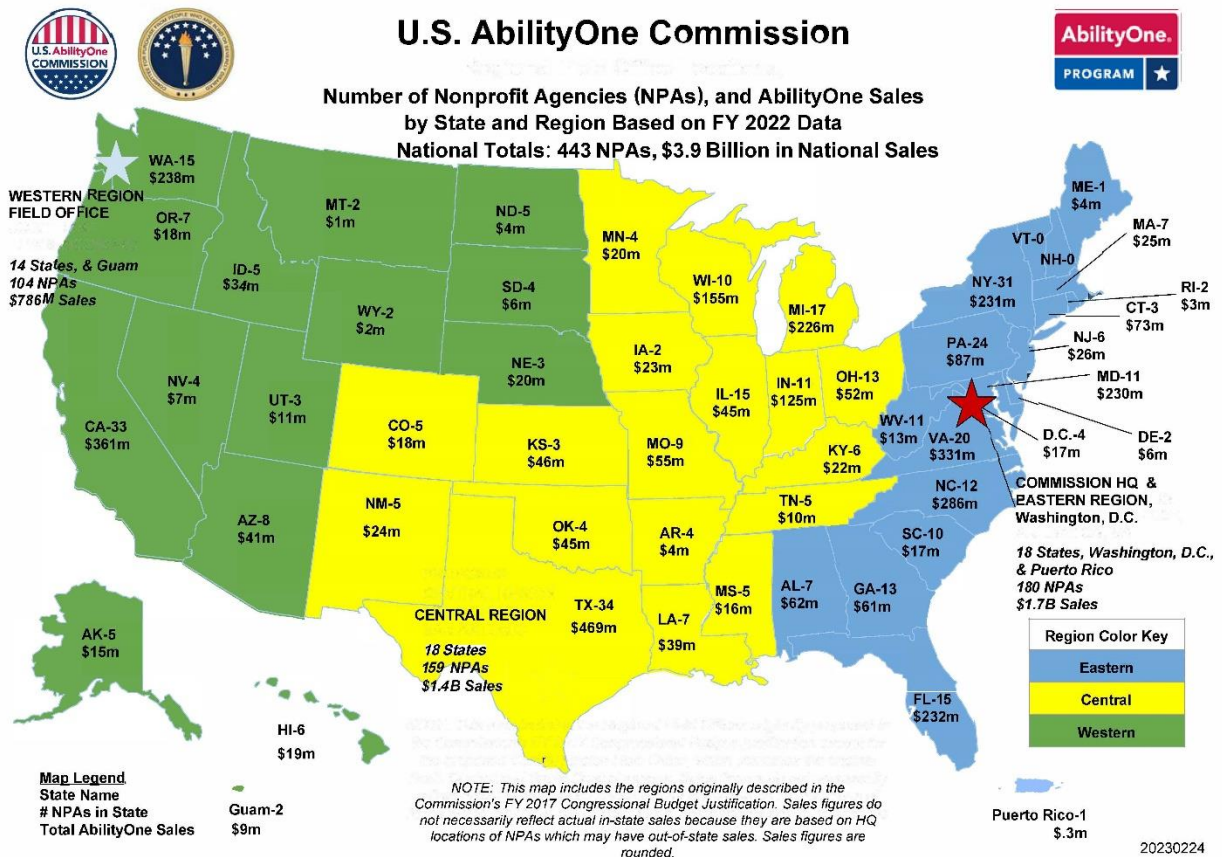 U.S. AbilityOne
COMMISSION
U.S. AbilityOne Commission
AbilityOne.
PROGRAM
Number of Nonprofit Agencies (NPAs), and AbilityOne Sales
by State and Region Based on FY 2022 Data
National Totals: 443 NPAs, $3.9 Billion in National Sales
WA-15
$238m
WESTERN REGION
FIELD OFFICE
OR-7
$18m
14 States, & Guam
104 NPAs
$786M Sales
ID-5
$34m
MT-2
$1m
WY-2
$2m
ND-5
$4m
SD-4
$6m
NE-3
$20m
CA-33
$361m
NV-4
$7m
UT-3
$11m
AZ-8
$41m
AK-5
$15m
HI-6
$19m
Guam-2
$9m
MN-4
$20m
WI-10
$155m
MI-17
$226m
IA-2
$23m
IL-15
$45m
IN-11
$125m
OH-13
$52m
CO-5
$18m
KS-3
$46m
MO-9
$55m
KY-6
$22m
NM-5
$24m
OK-4
$45m
AR-4
$4m
TN-5
$10m
MS-5
$16m
TX-34
$469m
LA-7
$39m
CENTRAL REGION
18 States
159 NPAs
$1.4B Sales
ME-1
$4m
VT-0
NH-0
MA-7
$25m
NY-31
$231m
RI-2
$3m
CT-3
$73m
PA-24
$87m
NJ-6
$26m
MD-11
$230m
WV-11
$13m
VA-20
$331m
D.C.-4
$17m
DE-2
$6m
NC-12
$286m
SC-10
$17m
AL-7
$62m
GA-13
$61m
FL-15
$232m
COMMISSION HQ &
EASTERN REGION,
Washington, D.C.
18 States, Washington, D.C.,
& Puerto Rico
180 NPAs
$1.7B Sales
Region Color Key
Eastern
Central
Western
Puerto Rico-1
$.3m
Map Legend
State Name
# NPAs in State
Total AbilityOne Sales
NOTE: This map includes the regions originally described in the
Commission's FY 2017 Congressional Budget Justification. Sales figures do
not necessarily reflect actual in-state sales because they are based on HQ
locations of NPAs which may have out-of-state sales. Sales figures are
rounded.
20230224